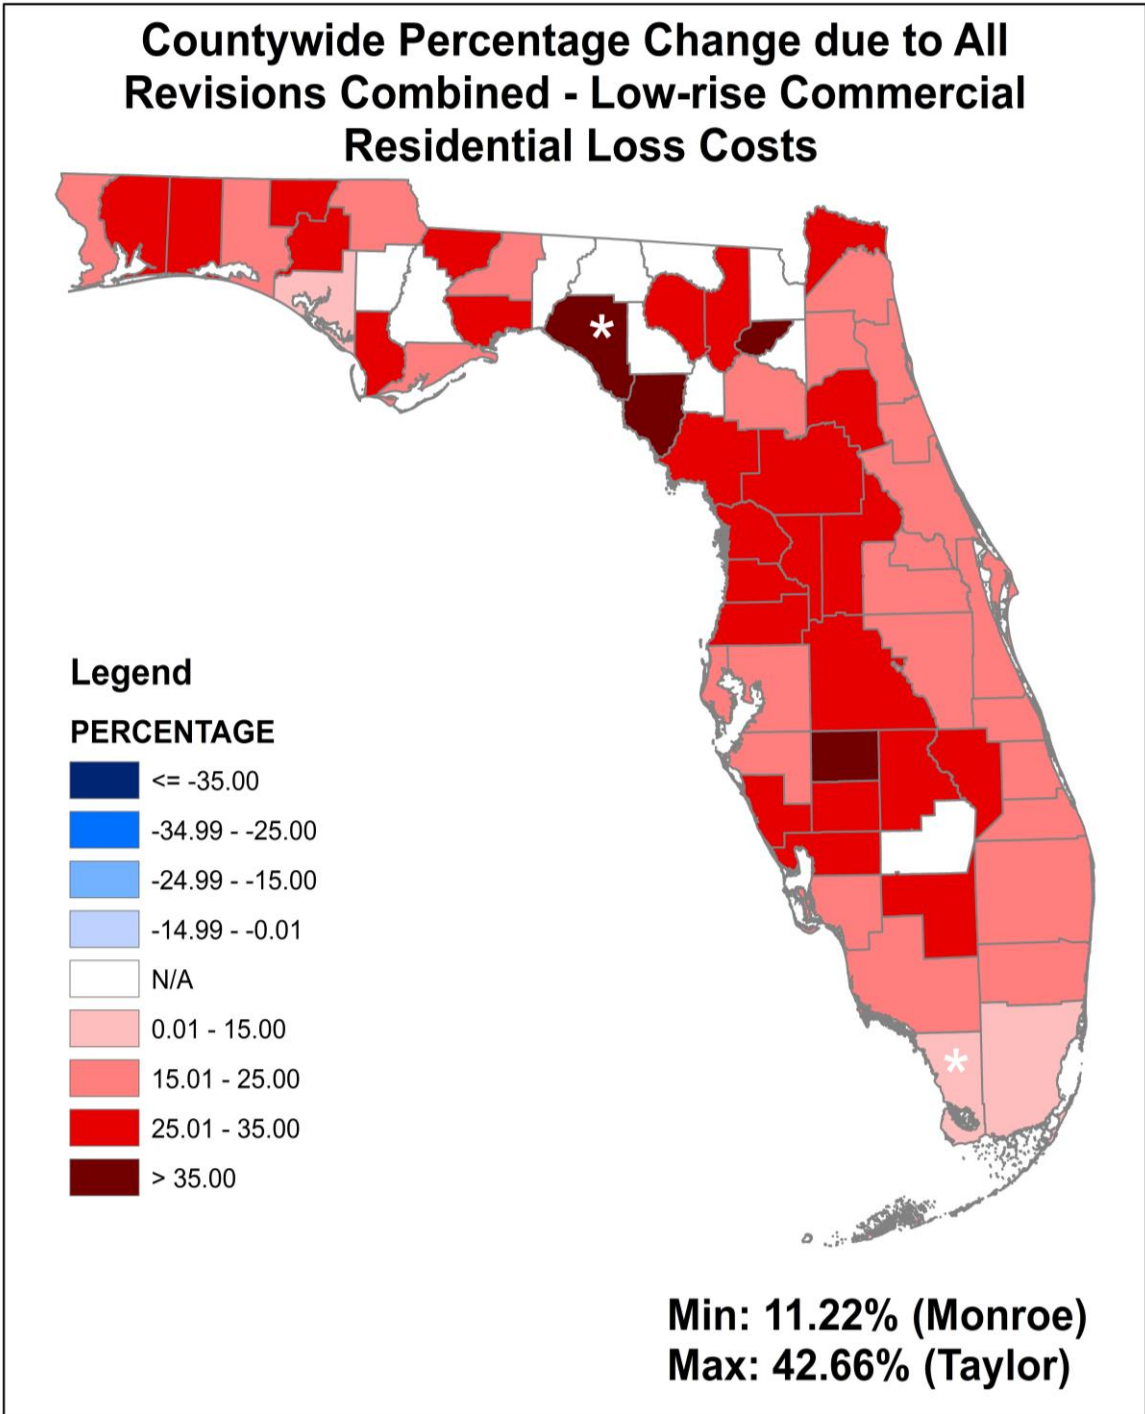 Countywide Percentage Change due to All
Revisions Combined - Low-rise Commercial
Residential Loss Costs
*
*
Legend
PERCENTAGE
<= -35.00
-34.99 - -25.00
-24.99 - -15.00
-14.99 - -0.01
N/A
0.01 - 15.00
15.01 - 25.00
25.01 - 35.00
> 35.00
Min: 11.22% (Monroe)
Max: 42.66% (Taylor)